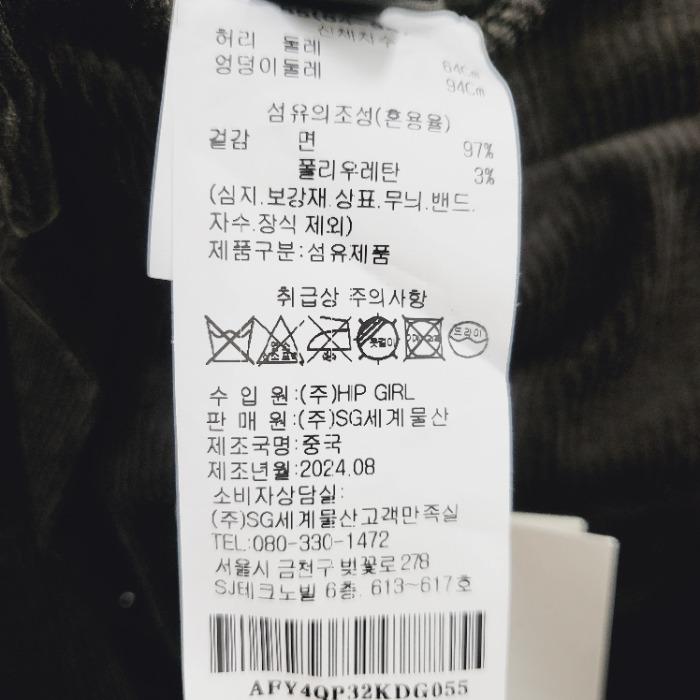 신체치수
허리 둘레 64Cm
엉덩이둘레 94Cm
섬유의조성(혼용율)
겉감 면 97%
폴리우레탄 3%
(심지.보강재.상표.무늬.밴드.
자수.장식 제외)
제품구분:섬유제품
취급상 주의사항
옷걸이 드라이
수 입 원:(주)HIP GIRL
판 매 원:(주)SG세계물산
제조국명:중국
제조년월:2024.08
소비자상담실:
(주)SG세계물산고객만족실
TEL:080-330-1472
서울시 금천구 벚꽃로 278
SJ테크노빌 6층, 613~617호
AFY4QP32KDG055